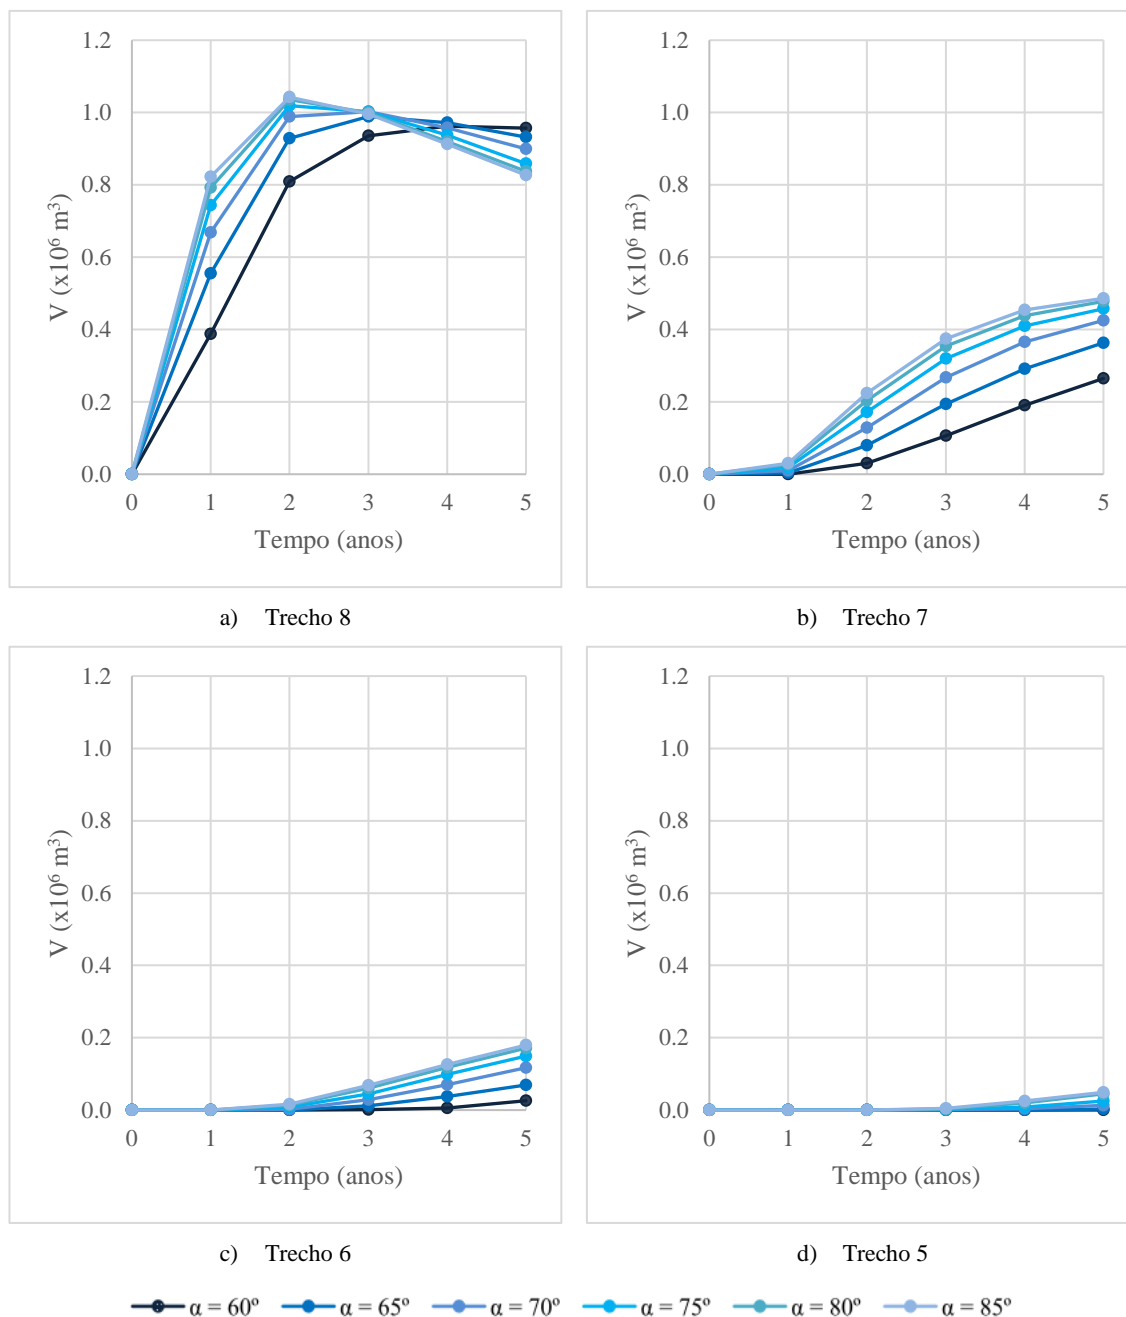 1.2
1.0
0.8
0.6
0.4
0.2
0.0
V (x10⁶ m³)
0 1 2 3 4 5
Tempo (anos)
a) Trecho 8
1.2
1.0
0.8
0.6
0.4
0.2
0.0
V (x10⁶ m³)
0 1 2 3 4 5
Tempo (anos)
b) Trecho 7
1.2
1.0
0.8
0.6
0.4
0.2
0.0
V (x10⁶ m³)
0 1 2 3 4 5
Tempo (anos)
c) Trecho 6
1.2
1.0
0.8
0.6
0.4
0.2
0.0
V (x10⁶ m³)
0 1 2 3 4 5
Tempo (anos)
d) Trecho 5
α = 60º α = 65º α = 70º α = 75º α = 80º α = 85º